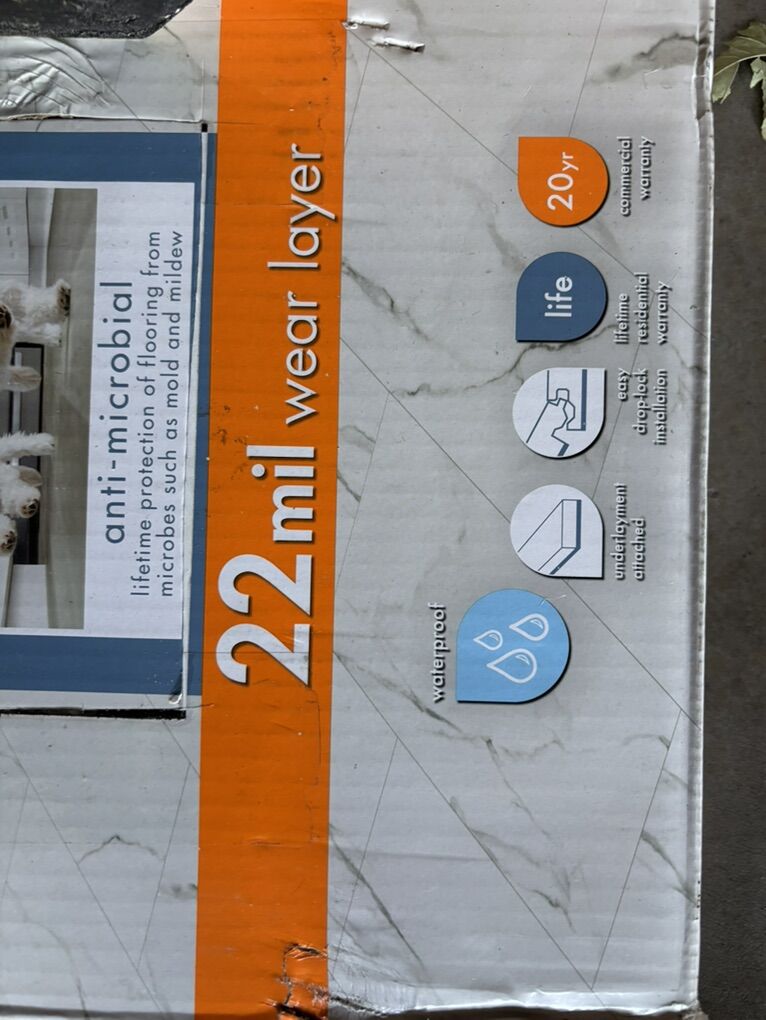 anti-microbial
lifetime protection of flooring from
microbes such as mold and mildew
22mil wear layer
waterproof
underlayment
attached
easy
drop-lock
installation
life
lifetime
residential
warranty
20yr
commercial
warranty